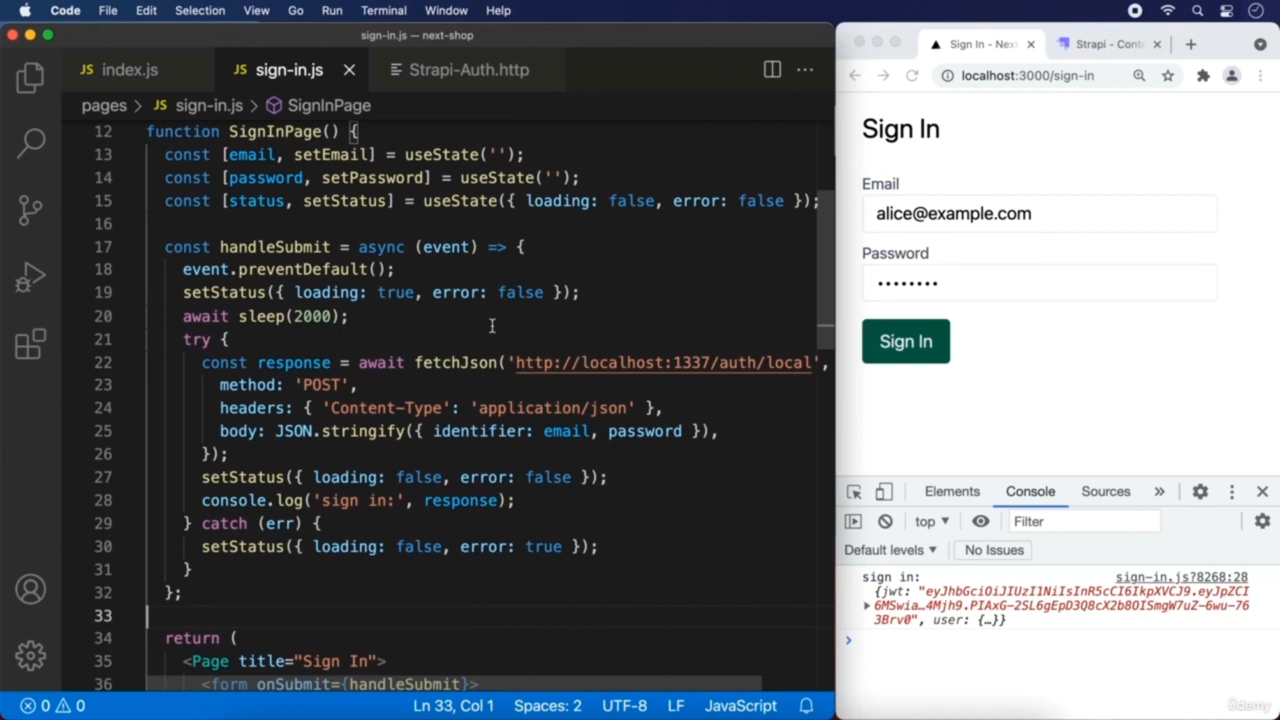 Code File Edit Selection View Go Run Terminal Window Help
sign-in.js — next-shop
JS index.js
JS sign-in.js
Strapi-Auth.http
pages > JS sign-in.js > SignInPage
12 function SignInPage() {
13 const [email, setEmail] = useState('');
14 const [password, setPassword] = useState('');
15 const [status, setStatus] = useState({ loading: false, error: false });
16
17 const handleSubmit = async (event) => {
18 event.preventDefault();
19 setStatus({ loading: true, error: false });
20 await sleep(2000);
21 try {
22 const response = await fetchJson('http://localhost:1337/auth/local',
23 method: 'POST',
24 headers: { 'Content-Type': 'application/json' },
25 body: JSON.stringify({ identifier: email, password }),
26 });
27 setStatus({ loading: false, error: false });
28 console.log('sign in:', response);
29 } catch (err) {
30 setStatus({ loading: false, error: true });
31 }
32 };
33
34 return (
35 <Page title="Sign In">
36 <form onSubmit={handleSubmit}>
0 0
Ln 33, Col 1 Spaces: 2 UTF-8 LF JavaScript
Sign In - Nex
Strapi - Cont
localhost:3000/sign-in
Sign In
Email
alice@example.com
Password
••••••••
Sign In
Elements Console Sources »
top Filter
Default levels No Issues
sign in: sign-in.js?8268:28
{jwt: "eyJhbGciOiJIUzI1NiIsInR5cCI6IkpXVCJ9.eyJpZCI
6MSwia…4Mjh9.PIAxG-2SL6gEpD3Q8cX2b8OISmgW7uZ-6wu-76
3Brv0", user: {…}}
Udemy